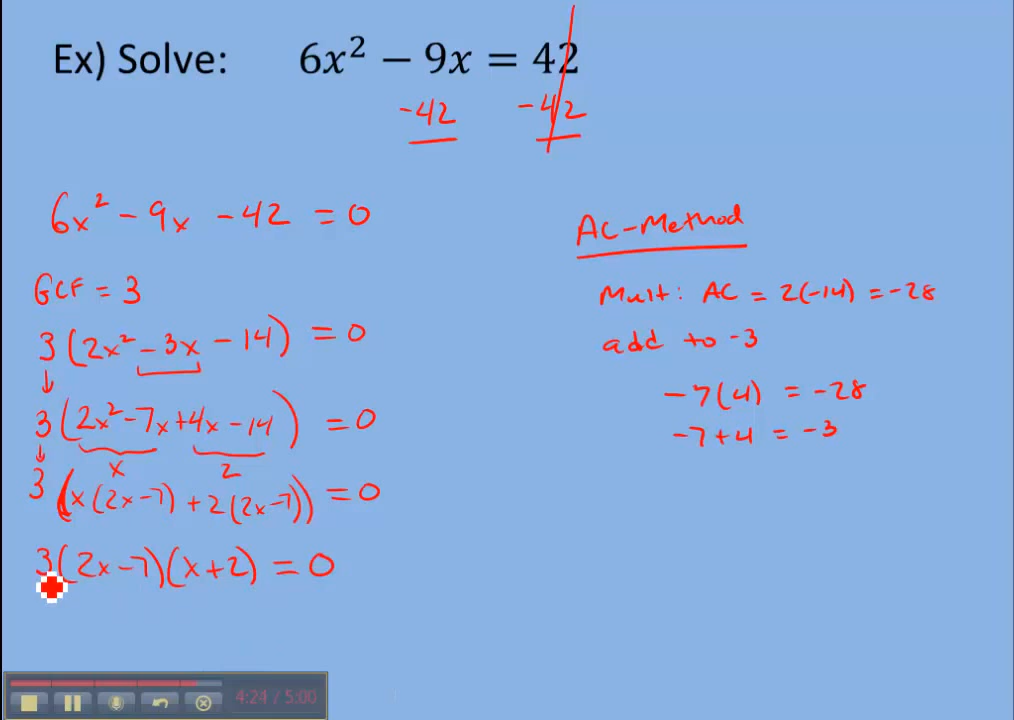 Ex) Solve: 6x² − 9x = 42
-42 -42
6x² - 9x - 42 = 0
GCF = 3
3(2x² - 3x - 14) = 0
3(2x² - 7x + 4x - 14) = 0
x 2
3(x(2x-7) + 2(2x-7)) = 0
3(2x-7)(x+2) = 0
AC-Method
Mult: AC = 2(-14) = -28
add to -3
-7(4) = -28
-7+4 = -3
4:24 / 5:00